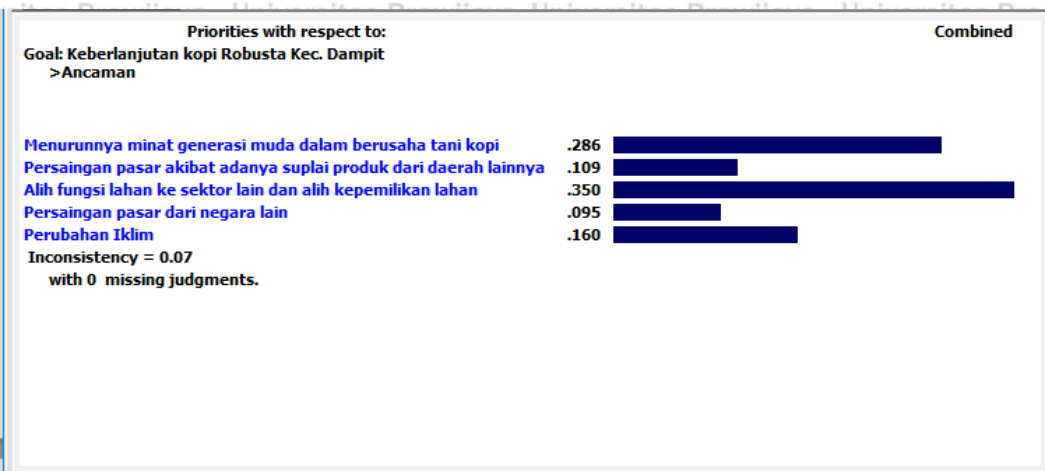 Priorities with respect to: Combined
Goal: Keberlanjutan kopi Robusta Kec. Dampit
>Ancaman
Menurunnya minat generasi muda dalam berusaha tani kopi .286
Persaingan pasar akibat adanya suplai produk dari daerah lainnya .109
Alih fungsi lahan ke sektor lain dan alih kepemilikan lahan .350
Persaingan pasar dari negara lain .095
Perubahan Iklim .160
Inconsistency = 0.07
with 0 missing judgments.